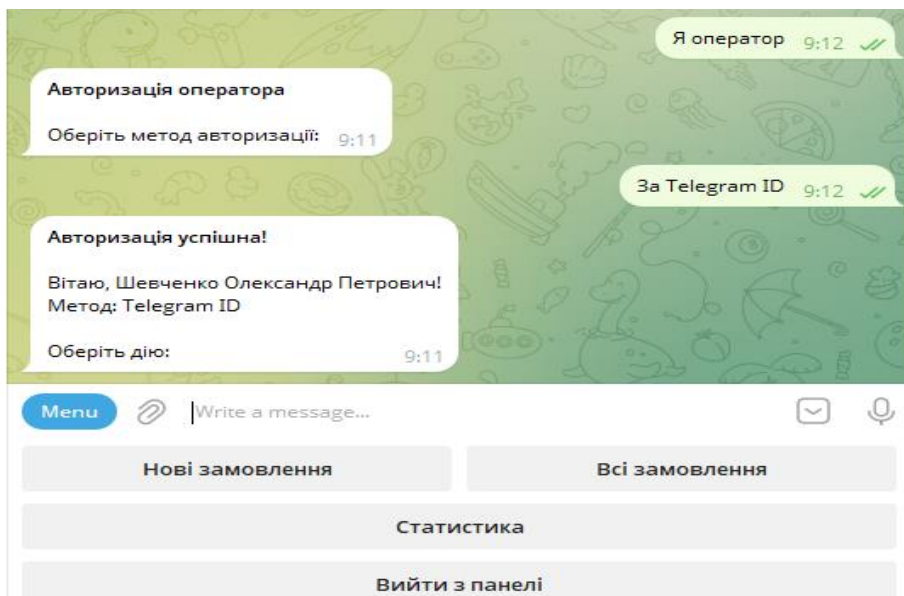 Я оператор 9:12
Авторизація оператора
Оберіть метод авторизації: 9:11
За Telegram ID 9:12
Авторизація успішна!
Вітаю, Шевченко Олександр Петрович!
Метод: Telegram ID
Оберіть дію: 9:11
Menu Write a message...
Нові замовлення Всі замовлення
Статистика
Вийти з панелі